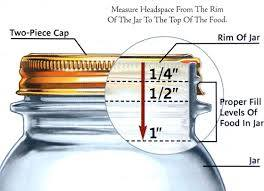 Measure Headspace From The Rim
Of The Jar To The Top Of The Food.
Two-Piece Cap
Rim Of Jar
1/4"
1/2"
Proper Fill
Levels Of
Food In Jar
1"
Jar